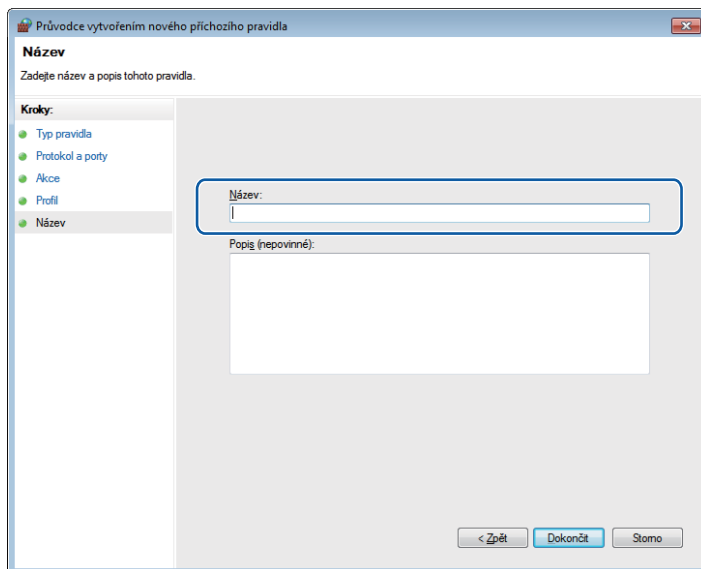 Průvodce vytvořením nového příchozího pravidla
Název
Zadejte název a popis tohoto pravidla.
Kroky:
Typ pravidla
Protokol a porty
Akce
Profil
Název
Název:
Popis (nepovinné):
< Zpět
Dokončit
Storno